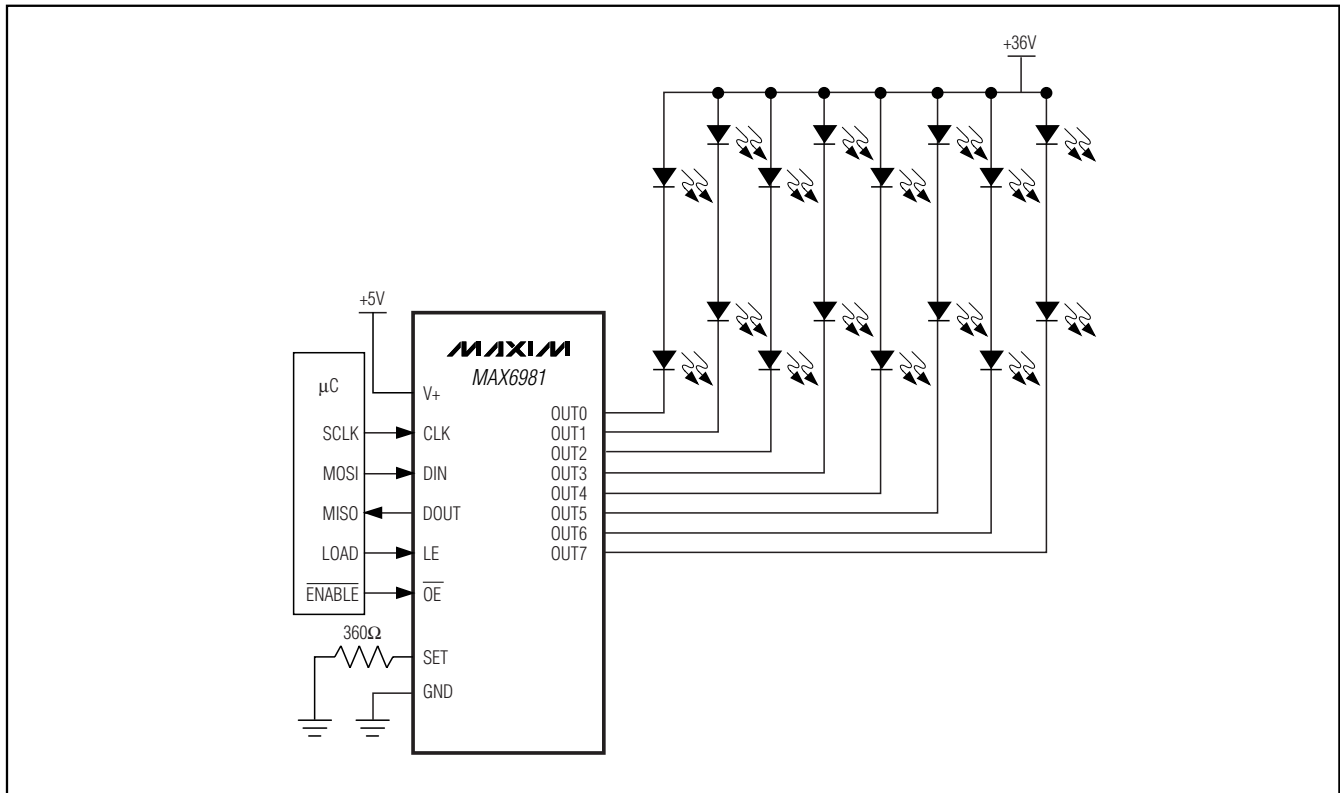 +36V
+5V
MAXIM
MAX6981
µC
V+
SCLK
CLK
MOSI
DIN
MISO
DOUT
LOAD
LE
ENABLE
OE
360Ω
SET
GND
OUT0
OUT1
OUT2
OUT3
OUT4
OUT5
OUT6
OUT7